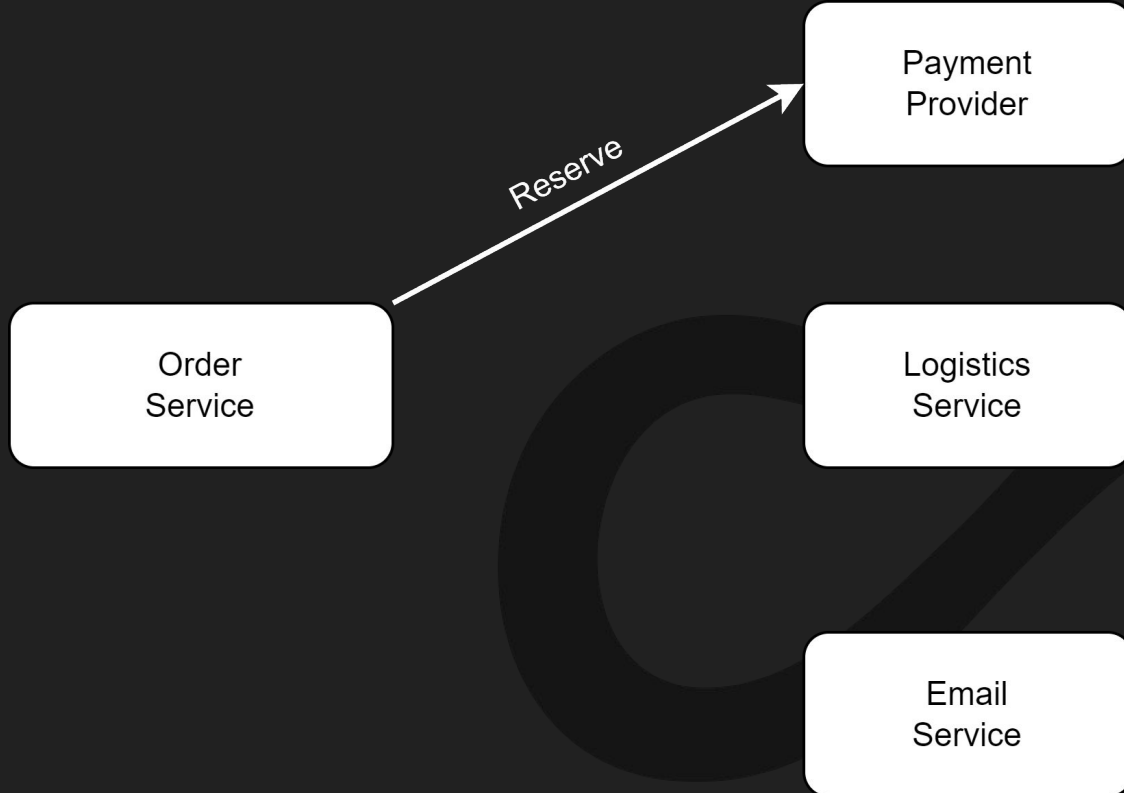 Payment
Provider
Reserve
Order
Service
Logistics
Service
Email
Service